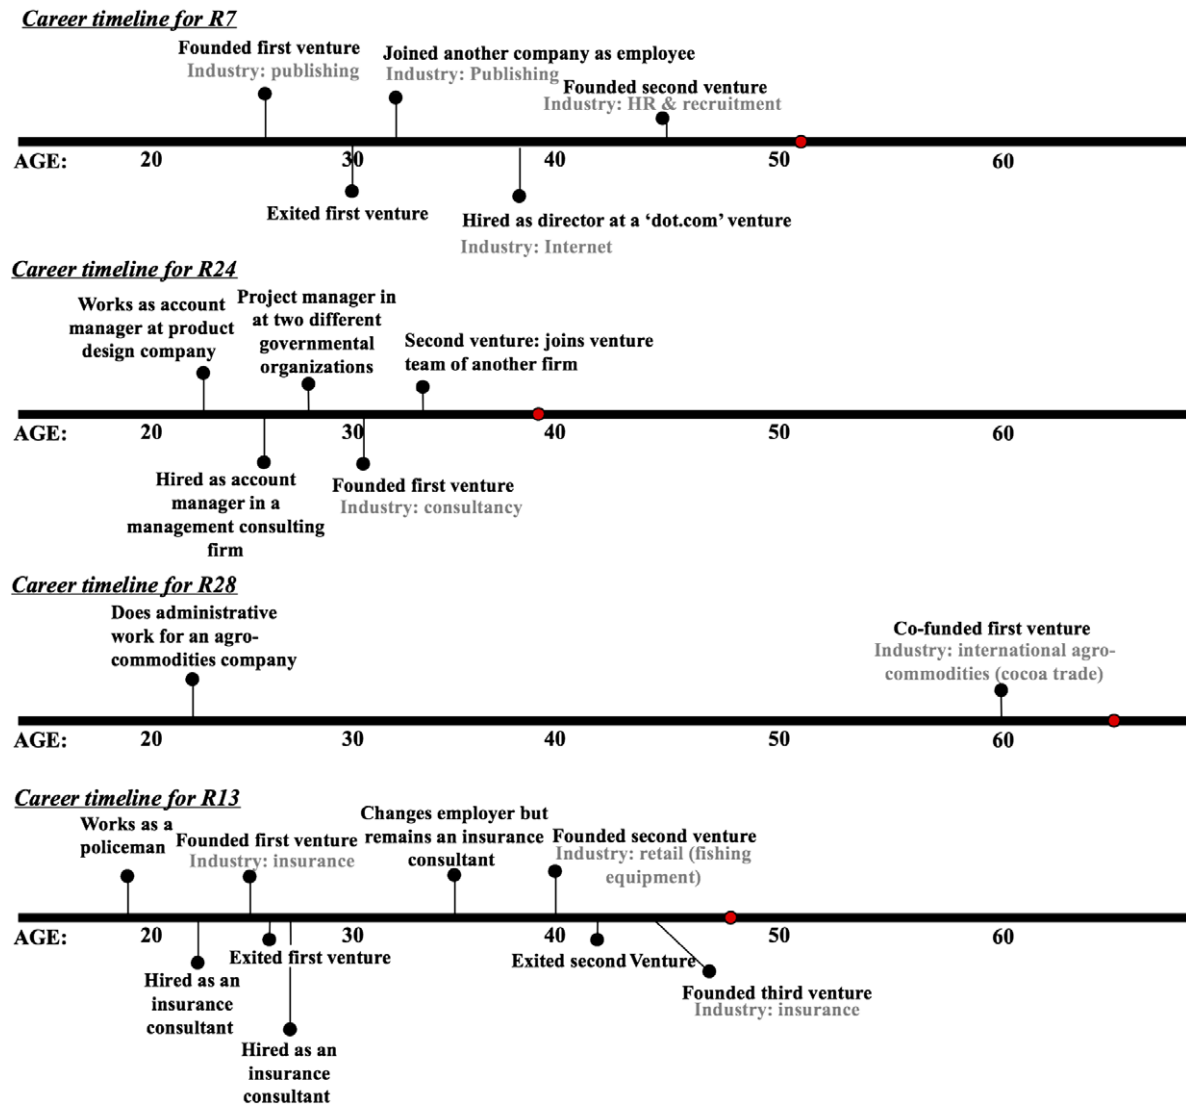 Career timeline for R7
Founded first venture
Industry: publishing
Joined another company as employee
Industry: Publishing
Founded second venture
Industry: HR & recruitment
AGE: 20 30 40 50 60
Exited first venture
Hired as director at a ‘dot.com’ venture
Industry: Internet
Career timeline for R24
Works as account
manager at product
design company
Project manager in
at two different
governmental
organizations
Second venture: joins venture
team of another firm
AGE: 20 30 40 50 60
Hired as account
manager in a
management consulting
firm
Founded first venture
Industry: consultancy
Career timeline for R28
Does administrative
work for an agro-
commodities company
Co-funded first venture
Industry: international agro-
commodities (cocoa trade)
AGE: 20 30 40 50 60
Career timeline for R13
Works as a
policeman
Founded first venture
Industry: insurance
Changes employer but
remains an insurance
consultant
Founded second venture
Industry: retail (fishing
equipment)
AGE: 20 30 40 50 60
Hired as an
insurance
consultant
Exited first venture
Hired as an
insurance
consultant
Exited second Venture
Founded third venture
Industry: insurance